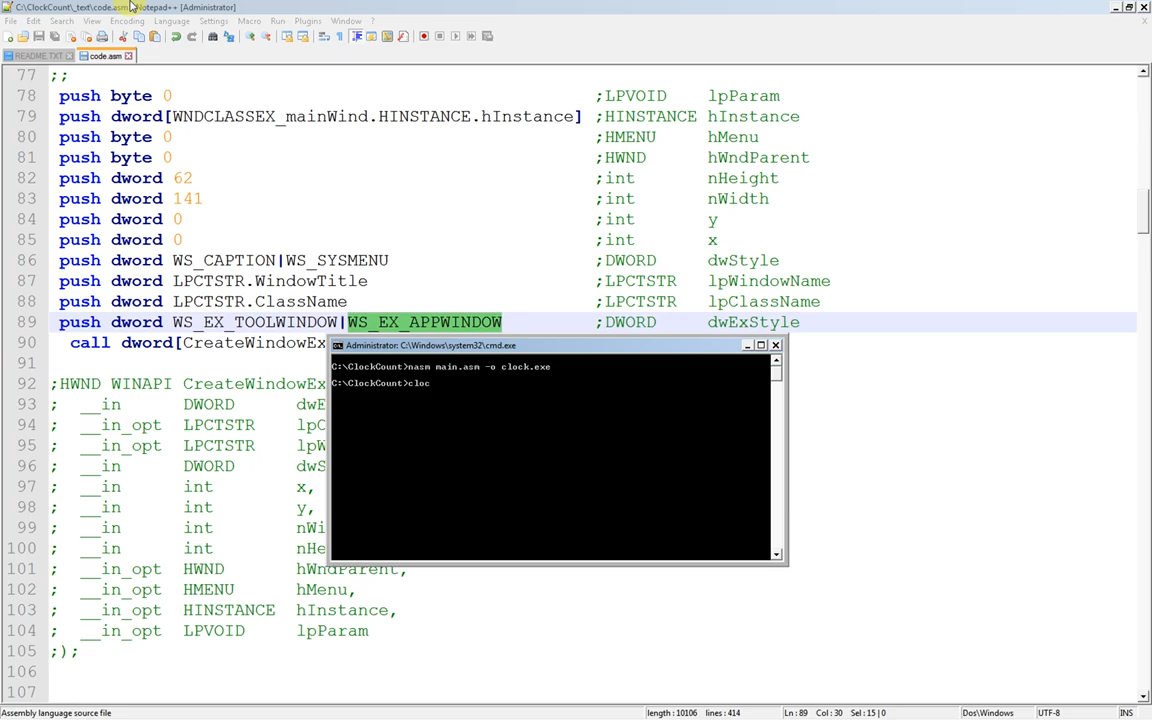 C:\ClockCount\_text\code.asm - Notepad++ [Administrator]
File Edit Search View Encoding Language Settings Macro Run Plugins Window ?
README.TXT code.asm
77 ;;
78 push byte 0 ;LPVOID lpParam
79 push dword[WNDCLASSEX_mainWind.HINSTANCE.hInstance] ;HINSTANCE hInstance
80 push byte 0 ;HMENU hMenu
81 push byte 0 ;HWND hWndParent
82 push dword 62 ;int nHeight
83 push dword 141 ;int nWidth
84 push dword 0 ;int y
85 push dword 0 ;int x
86 push dword WS_CAPTION|WS_SYSMENU ;DWORD dwStyle
87 push dword LPCTSTR.WindowTitle ;LPCTSTR lpWindowName
88 push dword LPCTSTR.ClassName ;LPCTSTR lpClassName
89 push dword WS_EX_TOOLWINDOW|WS_EX_APPWINDOW ;DWORD dwExStyle
90 call dword[CreateWindowEx
Administrator: C:\Windows\system32\cmd.exe
C:\ClockCount>nasm main.asm -o clock.exe
C:\ClockCount>cloc
91
92 ;HWND WINAPI CreateWindowEx
93 ; __in DWORD dwE
94 ; __in_opt LPCTSTR lpC
95 ; __in_opt LPCTSTR lpW
96 ; __in DWORD dwS
97 ; __in int x,
98 ; __in int y,
99 ; __in int nWi
100 ; __in int nHe
101 ; __in_opt HWND hWndParent,
102 ; __in_opt HMENU hMenu,
103 ; __in_opt HINSTANCE hInstance,
104 ; __in_opt LPVOID lpParam
105 ;);
106
107
Assembly language source file length : 10106 lines : 414 Ln : 89 Col : 30 Sel : 15 | 0 Dos\Windows UTF-8 INS